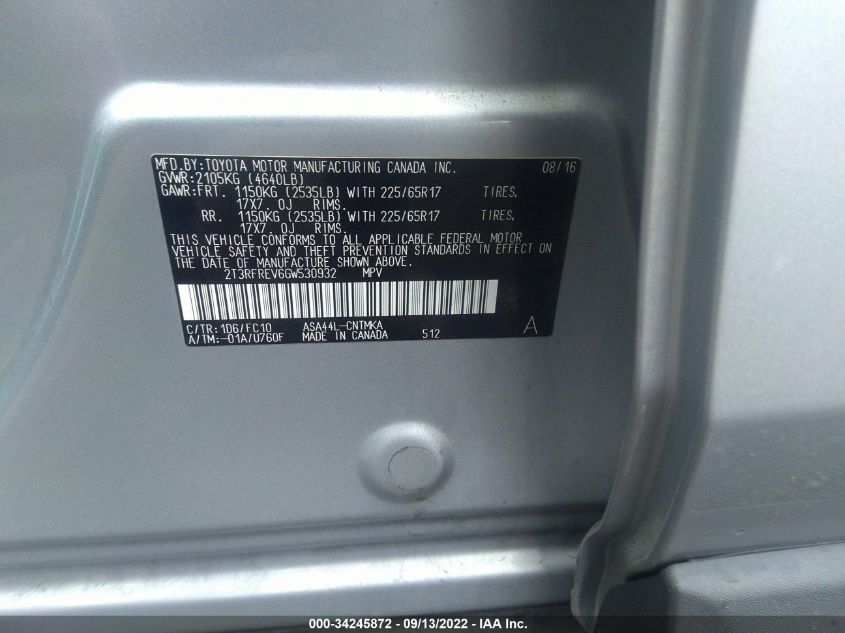 MFD.BY:TOYOTA MOTOR MANUFACTURING CANADA INC. 08/16
GVWR:2105KG (4640LB)
GAWR:FRT. 1150KG (2535LB) WITH 225/65R17 TIRES,
17X7. 0J RIMS.
RR. 1150KG (2535LB) WITH 225/65R17 TIRES,
17X7. 0J RIMS.
THIS VEHICLE CONFORMS TO ALL APPLICABLE FEDERAL MOTOR
VEHICLE SAFETY AND THEFT PREVENTION STANDARDS IN EFFECT ON
THE DATE OF MANUFACTURE SHOWN ABOVE.
2T3RFREV6GW530932 MPV
C/TR:1D6/FC10 ASA44L-CNTMKA
A/TM:-01A/U760F MADE IN CANADA 512 A
000-34245872 / 09/13/2022 - © IAA Inc.